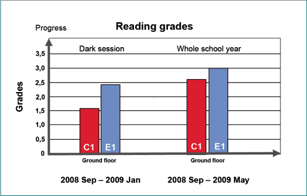 Progress
Reading grades
Dark session
Whole school year
3,5
3,0
2,5
2,0
1,5
1,0
0,5
0
Grades
C1
E1
C1
E1
Ground floor
Ground floor
2008 Sep – 2009 Jan
2008 Sep – 2009 May